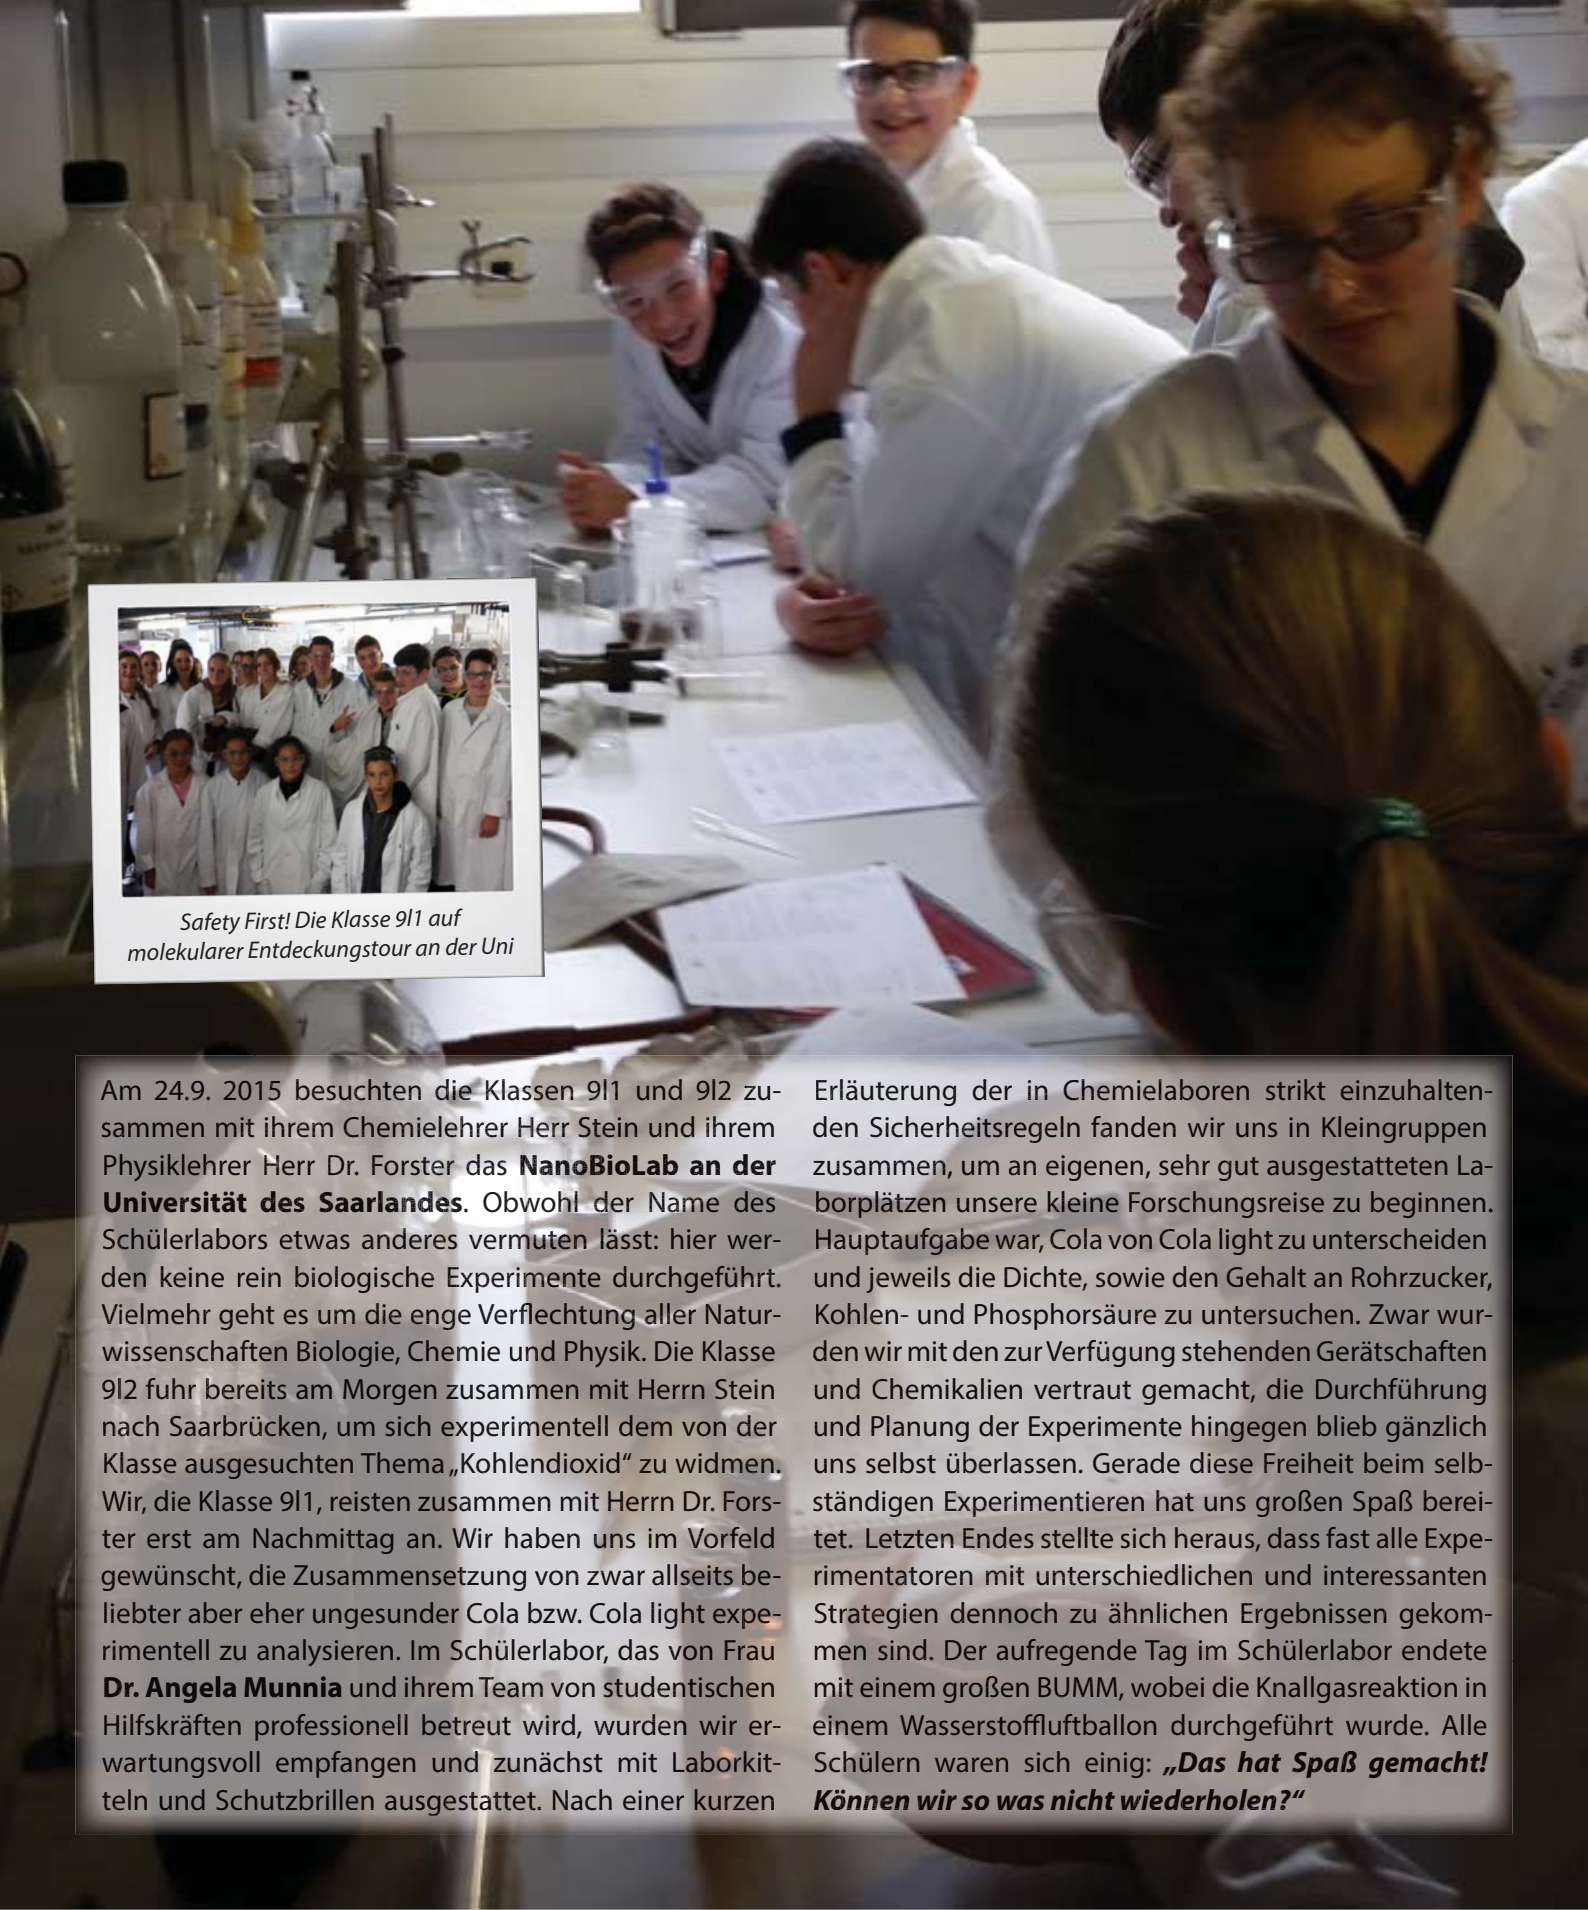 Safety First! Die Klasse 9l1 auf
molekularer Entdeckungstour an der Uni
Am 24.9. 2015 besuchten die Klassen 9l1 und 9l2 zu-
sammen mit ihrem Chemielehrer Herr Stein und ihrem
Physiklehrer Herr Dr. Forster das NanoBioLab an der
Universität des Saarlandes. Obwohl der Name des
Schülerlabors etwas anderes vermuten lässt: hier wer-
den keine rein biologische Experimente durchgeführt.
Vielmehr geht es um die enge Verflechtung aller Natur-
wissenschaften Biologie, Chemie und Physik. Die Klasse
9l2 fuhr bereits am Morgen zusammen mit Herrn Stein
nach Saarbrücken, um sich experimentell dem von der
Klasse ausgesuchten Thema „Kohlendioxid“ zu widmen.
Wir, die Klasse 9l1, reisten zusammen mit Herrn Dr. Fors-
ter erst am Nachmittag an. Wir haben uns im Vorfeld
gewünscht, die Zusammensetzung von zwar allseits be-
liebter aber eher ungesunder Cola bzw. Cola light expe-
rimentell zu analysieren. Im Schülerlabor, das von Frau
Dr. Angela Munnia und ihrem Team von studentischen
Hilfskräften professionell betreut wird, wurden wir er-
wartungsvoll empfangen und zunächst mit Laborkit-
teln und Schutzbrillen ausgestattet. Nach einer kurzen
Erläuterung der in Chemielaboren strikt einzuhalten-
den Sicherheitsregeln fanden wir uns in Kleingruppen
zusammen, um an eigenen, sehr gut ausgestatteten La-
borplätzen unsere kleine Forschungsreise zu beginnen.
Hauptaufgabe war, Cola von Cola light zu unterscheiden
und jeweils die Dichte, sowie den Gehalt an Rohrzucker,
Kohlen- und Phosphorsäure zu untersuchen. Zwar wur-
den wir mit den zur Verfügung stehenden Gerätschaften
und Chemikalien vertraut gemacht, die Durchführung
und Planung der Experimente hingegen blieb gänzlich
uns selbst überlassen. Gerade diese Freiheit beim selb-
ständigen Experimentieren hat uns großen Spaß berei-
tet. Letzten Endes stellte sich heraus, dass fast alle Expe-
rimentatoren mit unterschiedlichen und interessanten
Strategien dennoch zu ähnlichen Ergebnissen gekom-
men sind. Der aufregende Tag im Schülerlabor endete
mit einem großen BUMM, wobei die Knallgasreaktion in
einem Wasserstoffluftballon durchgeführt wurde. Alle
Schülern waren sich einig: „Das hat Spaß gemacht!
Können wir so was nicht wiederholen?“